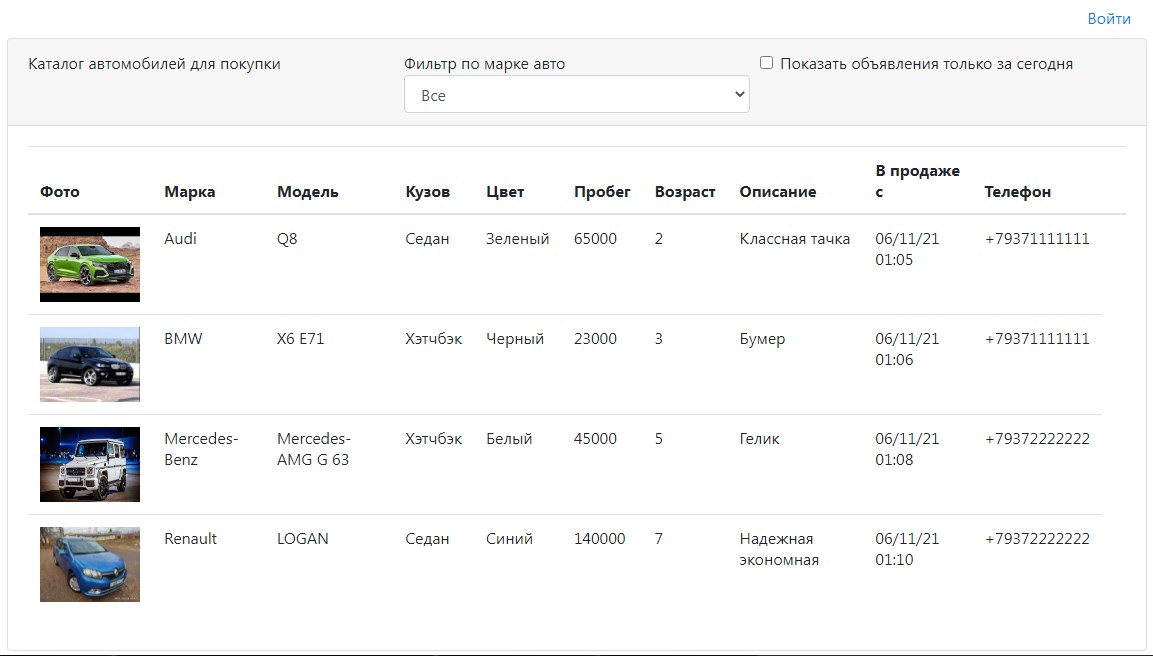 Войти
Каталог автомобилей для покупки
Фильтр по марке авто
Показать объявления только за сегодня
Все
Фото Марка Модель Кузов Цвет Пробег Возраст Описание В продаже с Телефон
Audi Q8 Седан Зеленый 65000 2 Классная тачка 06/11/21 +79371111111
01:05
BMW X6 E71 Хэтчбэк Черный 23000 3 Бумер 06/11/21 +79371111111
01:06
Mercedes- Mercedes- Хэтчбэк Белый 45000 5 Гелик 06/11/21 +79372222222
Benz AMG G 63 01:08
Renault LOGAN Седан Синий 140000 7 Надежная 06/11/21 +79372222222
экономная 01:10